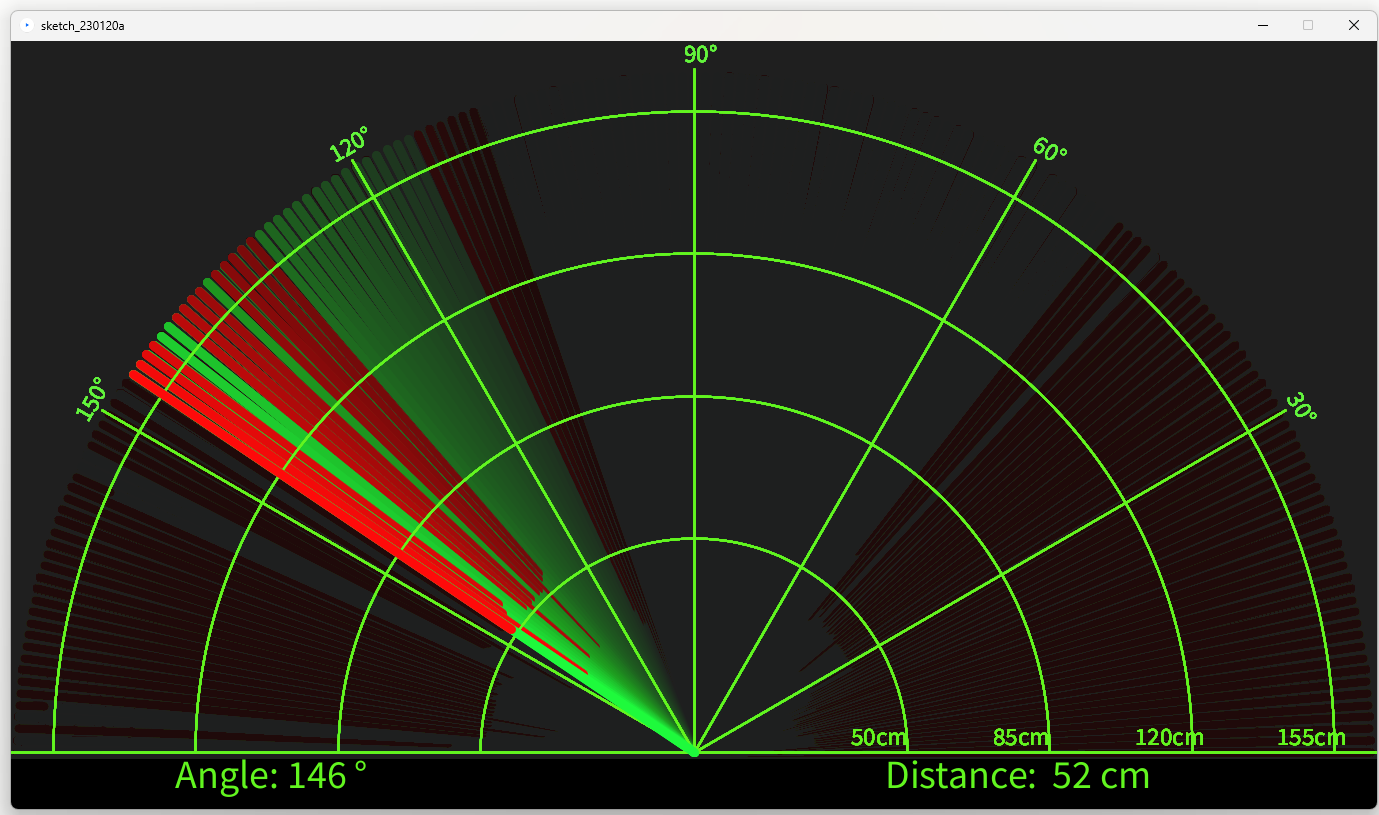 sketch_230120a
90°
120°
60°
150°
30°
50cm
85cm
120cm
155cm
Angle: 146 °
Distance: 52 cm